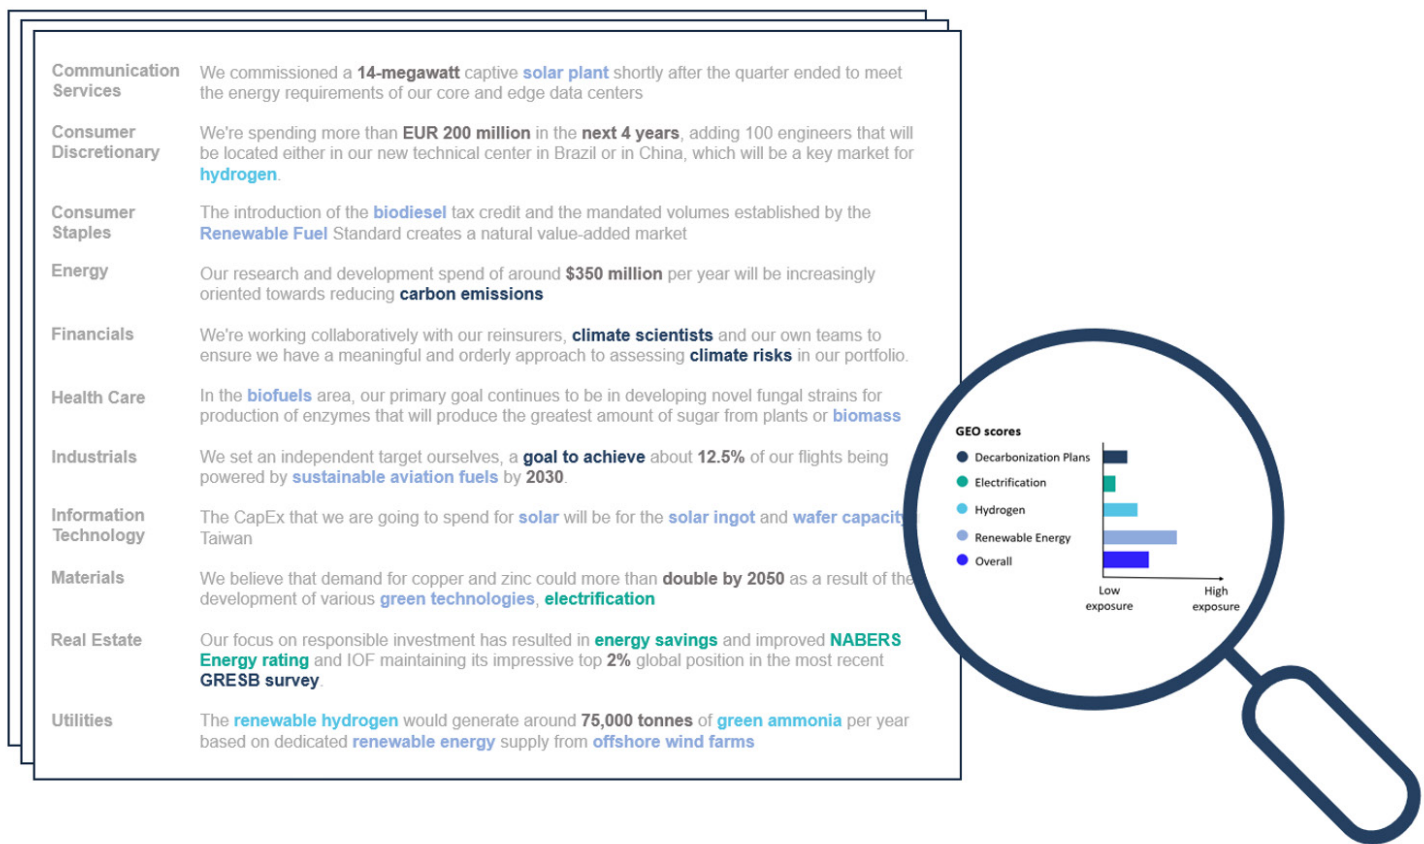 Communication Services
We commissioned a 14-megawatt captive solar plant shortly after the quarter ended to meet
the energy requirements of our core and edge data centers
Consumer Discretionary
We're spending more than EUR 200 million in the next 4 years, adding 100 engineers that will
be located either in our new technical center in Brazil or in China, which will be a key market for
hydrogen.
Consumer Staples
The introduction of the biodiesel tax credit and the mandated volumes established by the
Renewable Fuel Standard creates a natural value-added market
Energy
Our research and development spend of around $350 million per year will be increasingly
oriented towards reducing carbon emissions
Financials
We're working collaboratively with our reinsurers, climate scientists and our own teams to
ensure we have a meaningful and orderly approach to assessing climate risks in our portfolio.
Health Care
In the biofuels area, our primary goal continues to be in developing novel fungal strains for
production of enzymes that will produce the greatest amount of sugar from plants or biomass
Industrials
We set an independent target ourselves, a goal to achieve about 12.5% of our flights being
powered by sustainable aviation fuels by 2030.
Information Technology
The CapEx that we are going to spend for solar will be for the solar ingot and wafer capacity
Taiwan
Materials
We believe that demand for copper and zinc could more than double by 2050 as a result of the
development of various green technologies, electrification
Real Estate
Our focus on responsible investment has resulted in energy savings and improved NABERS
Energy rating and IOF maintaining its impressive top 2% global position in the most recent
GRESB survey.
Utilities
The renewable hydrogen would generate around 75,000 tonnes of green ammonia per year
based on dedicated renewable energy supply from offshore wind farms
GEO scores
Decarbonization Plans
Electrification
Hydrogen
Renewable Energy
Overall
Low exposure
High exposure